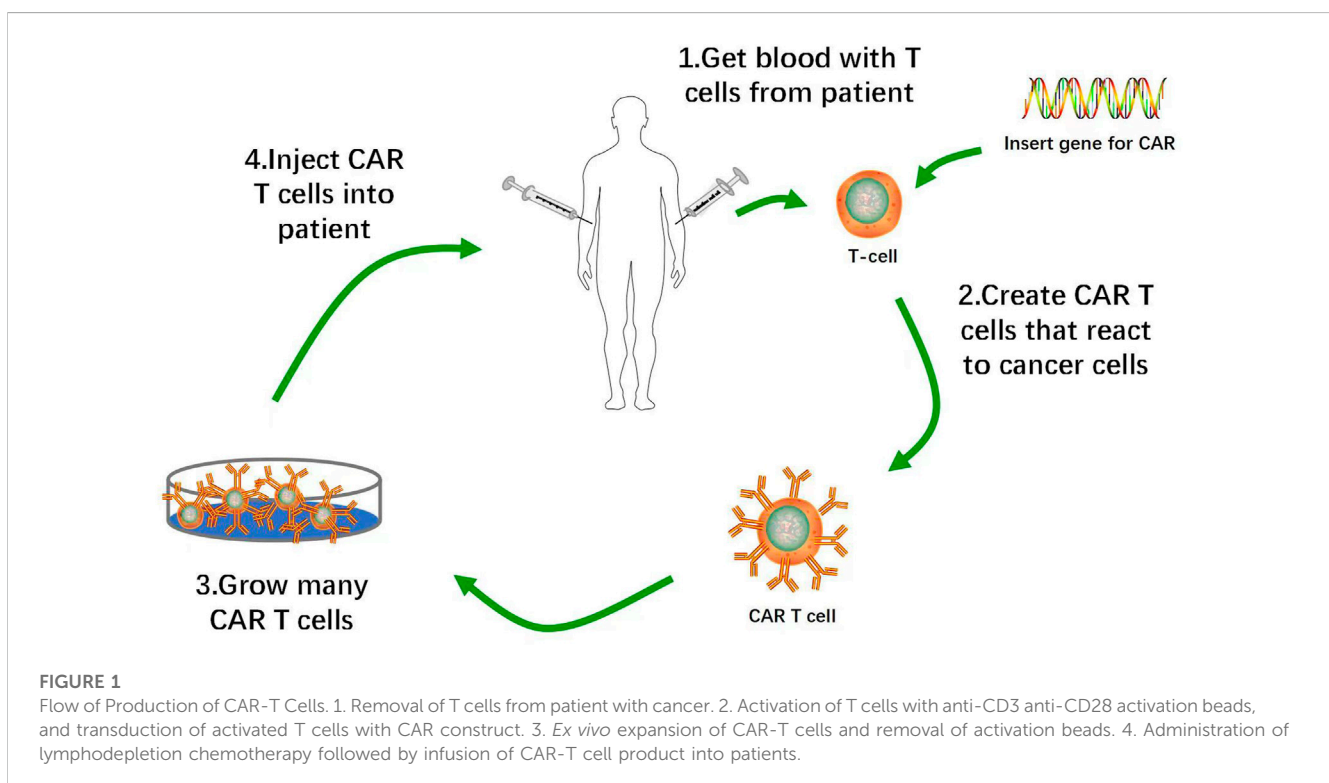 1.Get blood with T
cells from patient
Insert gene for CAR
T-cell
2.Create CAR T
cells that react
to cancer cells
CAR T cell
3.Grow many
CAR T cells
4.Inject CAR
T cells into
patient
FIGURE 1
Flow of Production of CAR-T Cells. 1. Removal of T cells from patient with cancer. 2. Activation of T cells with anti-CD3 anti-CD28 activation beads,
and transduction of activated T cells with CAR construct. 3. Ex vivo expansion of CAR-T cells and removal of activation beads. 4. Administration of
lymphodepletion chemotherapy followed by infusion of CAR-T cell product into patients.